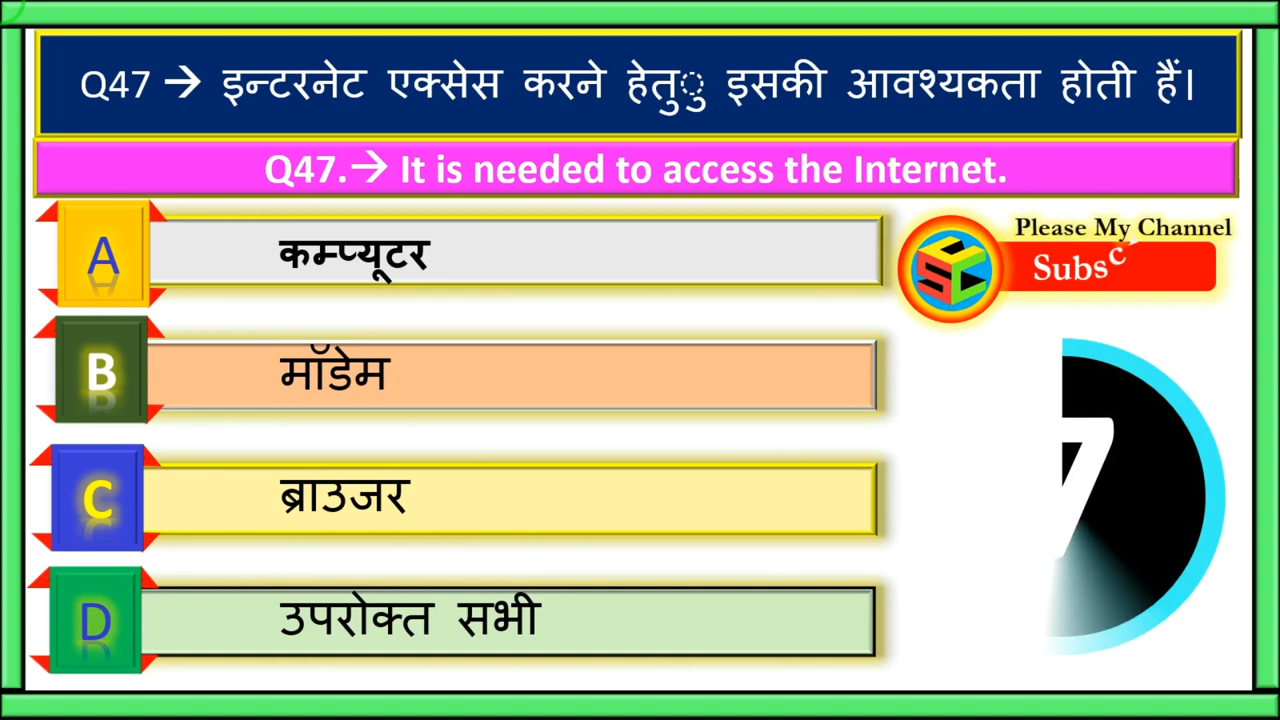 Q47 → इन्टरनेट एक्सेस करने हेतुु इसकी आवश्यकता होती हैं।
Q47.→ It is needed to access the Internet.
A कम्प्यूटर
Please My Channel
Subsc
B मॉडेम
7
C ब्राउजर
D उपरोक्त सभी